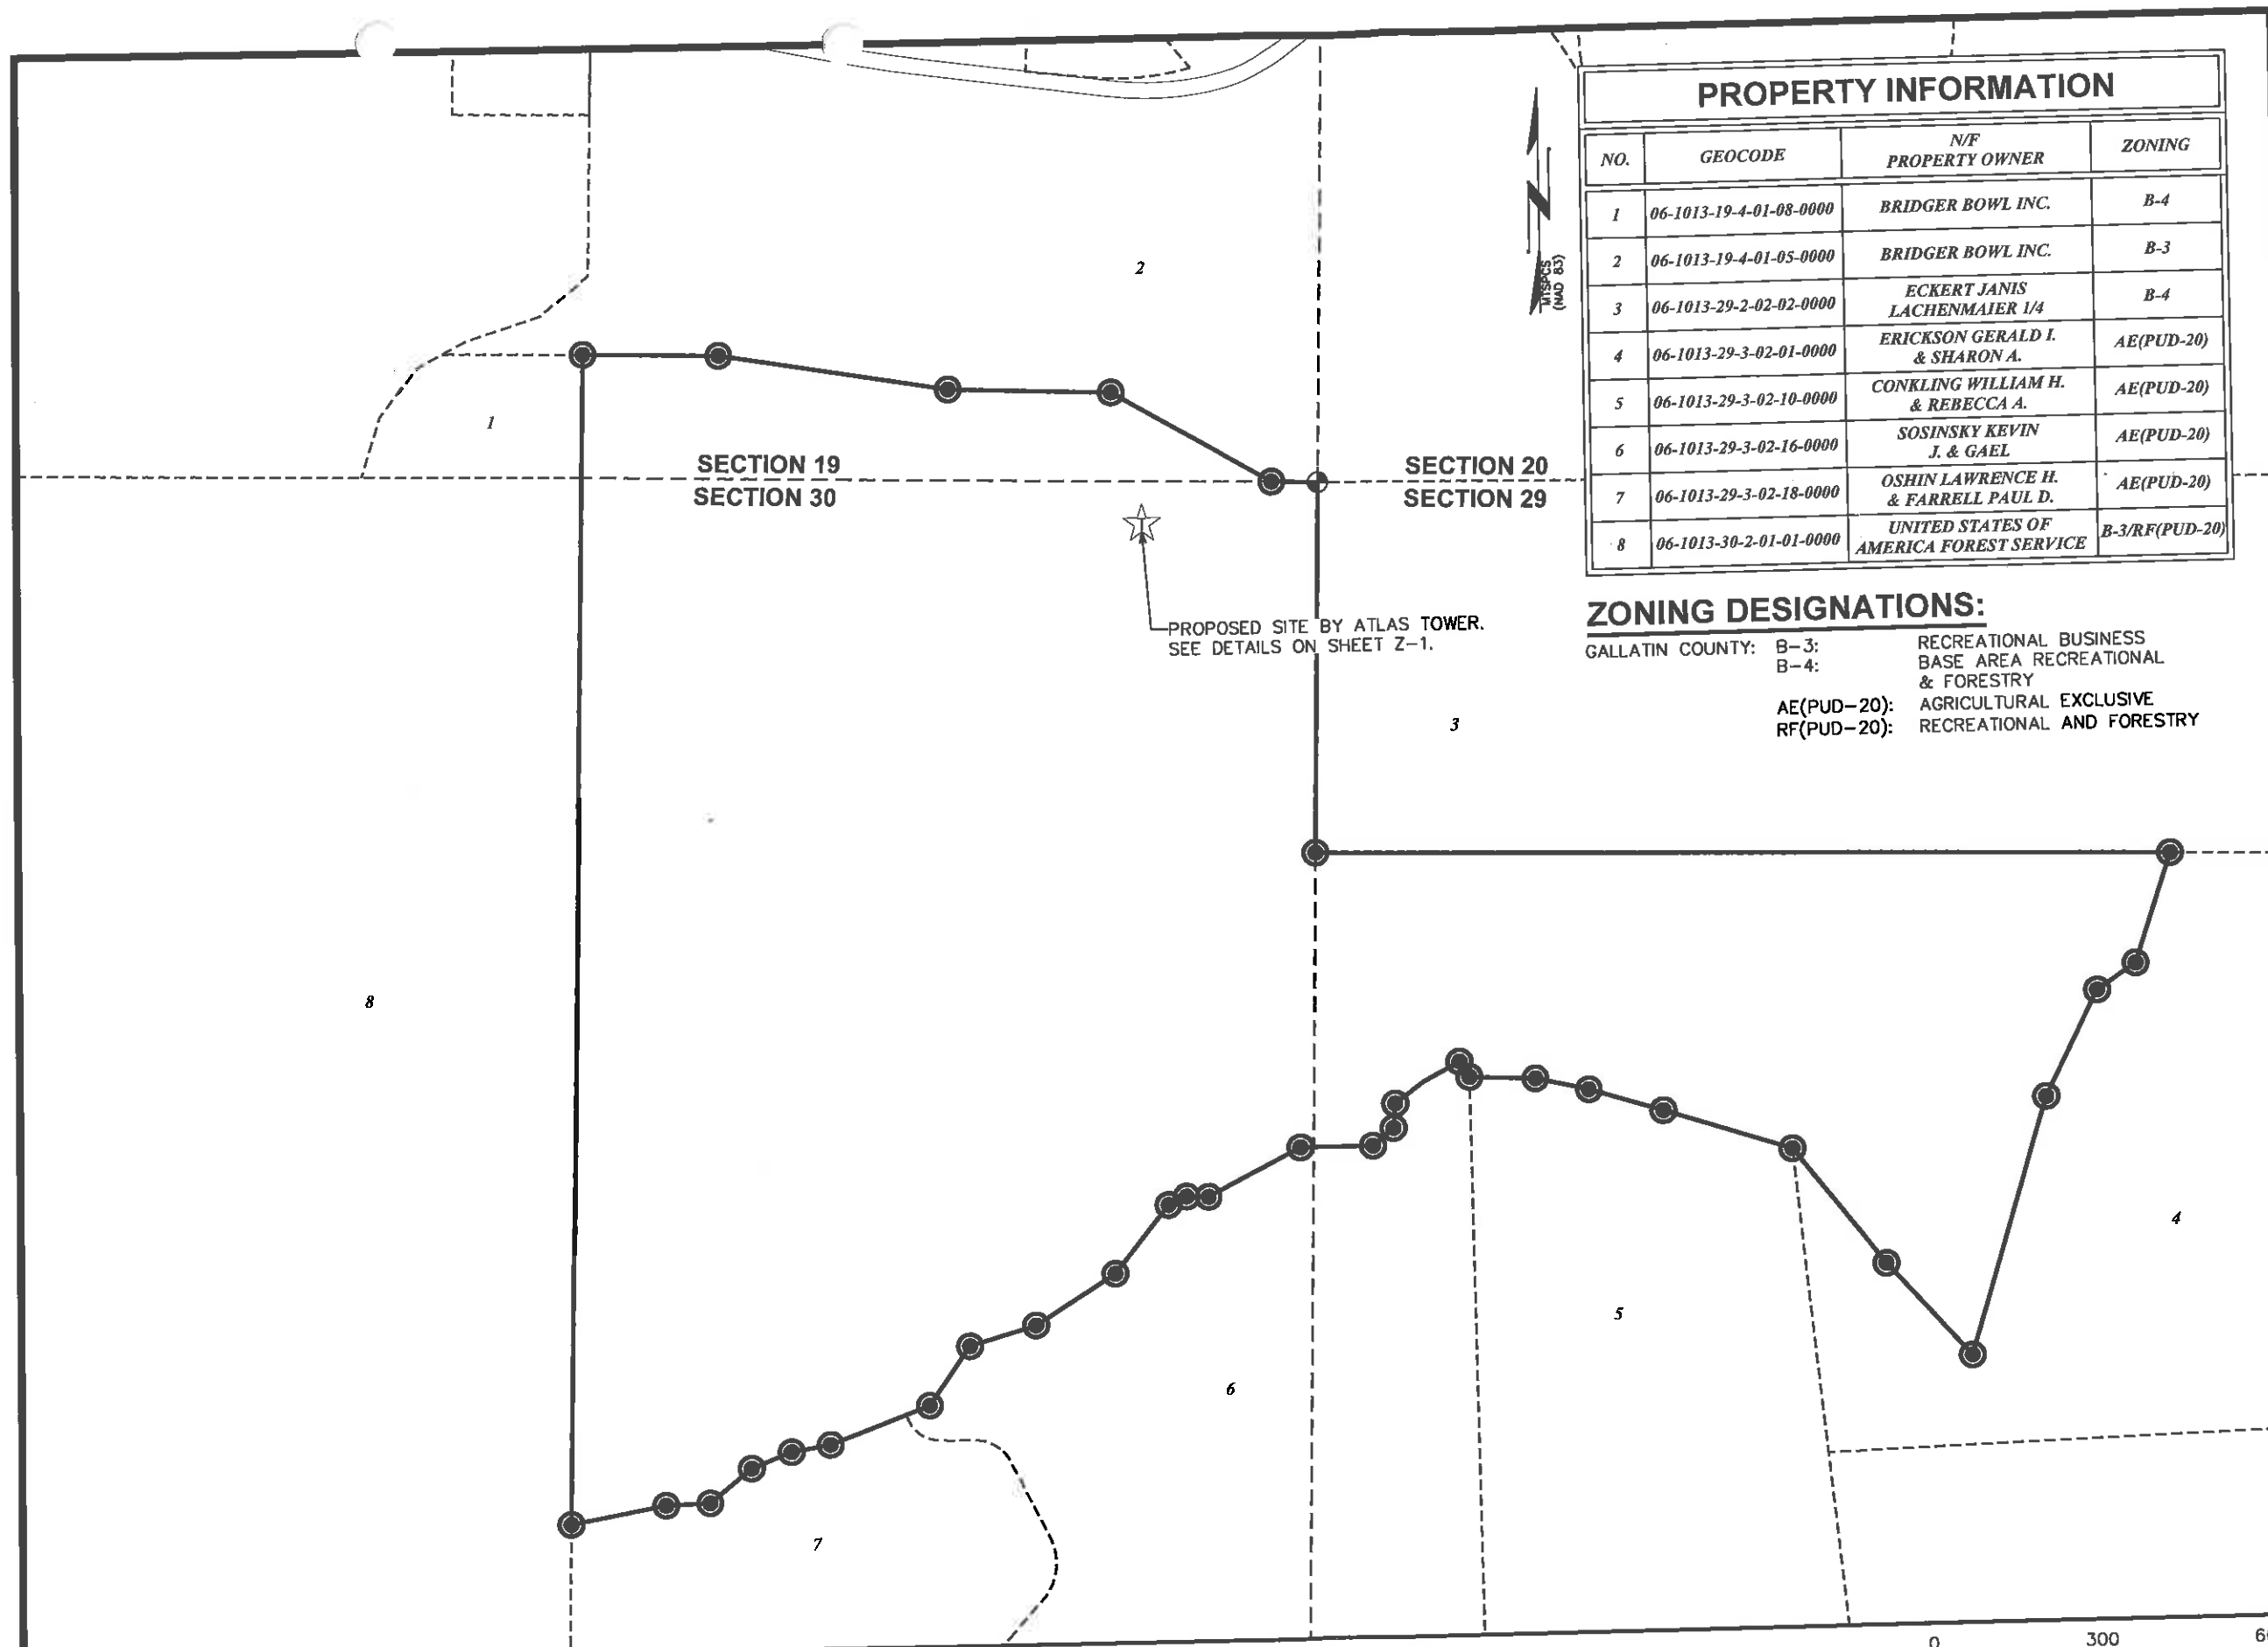 PROPERTY INFORMATION
NO. GEOCODE N/F PROPERTY OWNER ZONING
1 06-1013-19-4-01-08-0000 BRIDGER BOWL INC. B-4
2 06-1013-19-4-01-05-0000 BRIDGER BOWL INC. B-3
3 06-1013-29-2-02-02-0000 ECKERT JANIS LACHENMAIER 1/4 B-4
4 06-1013-29-3-02-01-0000 ERICKSON GERALD I. & SHARON A. AE(PUD-20)
5 06-1013-29-3-02-10-0000 CONKLING WILLIAM H. & REBECCA A. AE(PUD-20)
6 06-1013-29-3-02-16-0000 SOSINSKY KEVIN J. & GAEL AE(PUD-20)
7 06-1013-29-3-02-18-0000 OSHIN LAWRENCE H. & FARRELL PAUL D. AE(PUD-20)
8 06-1013-30-2-01-01-0000 UNITED STATES OF AMERICA FOREST SERVICE B-3/RF(PUD-20)
N
MTSPCS
(NAD 83)
2
1
SECTION 19
SECTION 30
SECTION 20
SECTION 29
PROPOSED SITE BY ATLAS TOWER.
SEE DETAILS ON SHEET Z-1.
ZONING DESIGNATIONS:
GALLATIN COUNTY: B-3: RECREATIONAL BUSINESS
B-4: BASE AREA RECREATIONAL
& FORESTRY
AE(PUD-20): AGRICULTURAL EXCLUSIVE
RF(PUD-20): RECREATIONAL AND FORESTRY
3
8
4
5
6
7
0 300